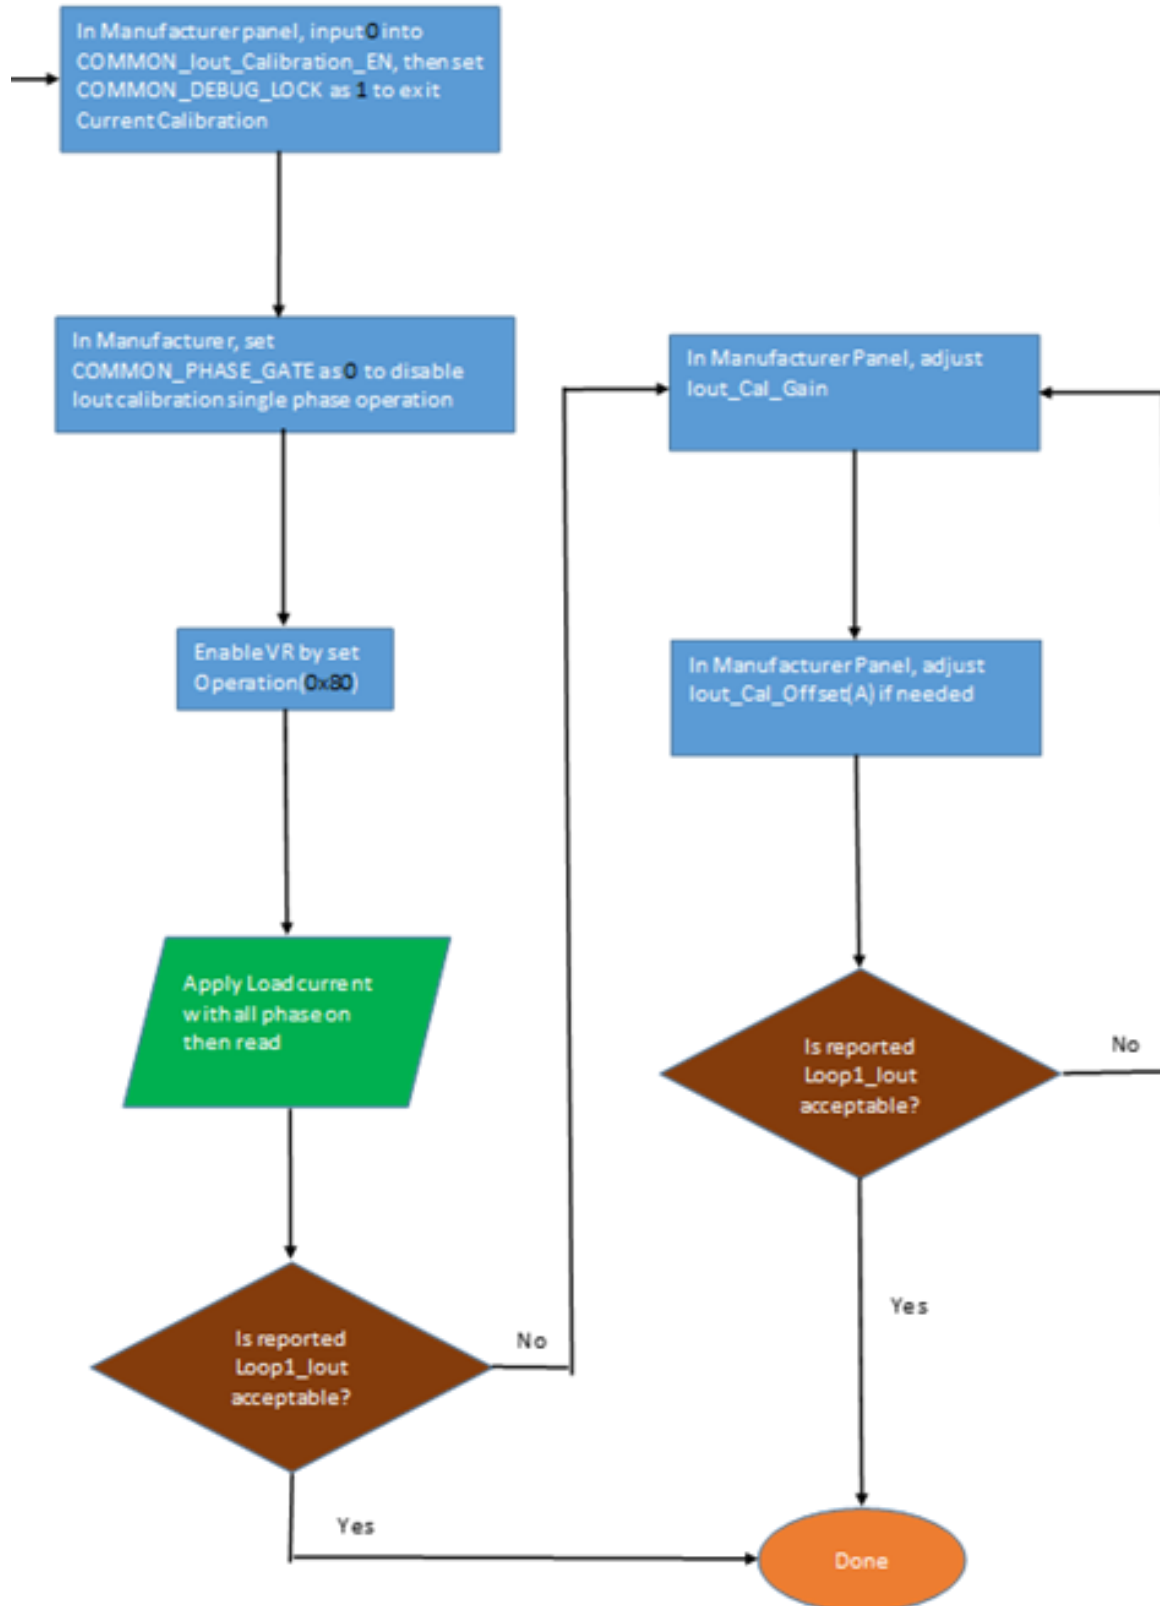 In Manufacturer panel, input 0 into
COMMON_Iout_Calibration_EN, then set
COMMON_DEBUG_LOCK as 1 to exit
Current Calibration
In Manufacturer, set
COMMON_PHASE_GATE as 0 to disable
Iout calibration single phase operation
Enable VR by set
Operation(0x80)
Apply Load current
with all phase on
then read
Is reported
Loop1_Iout
acceptable?
No
Yes
In Manufacturer Panel, adjust
Iout_Cal_Gain
In Manufacturer Panel, adjust
Iout_Cal_Offset(A) if needed
Is reported
Loop1_Iout
acceptable?
No
Yes
Done